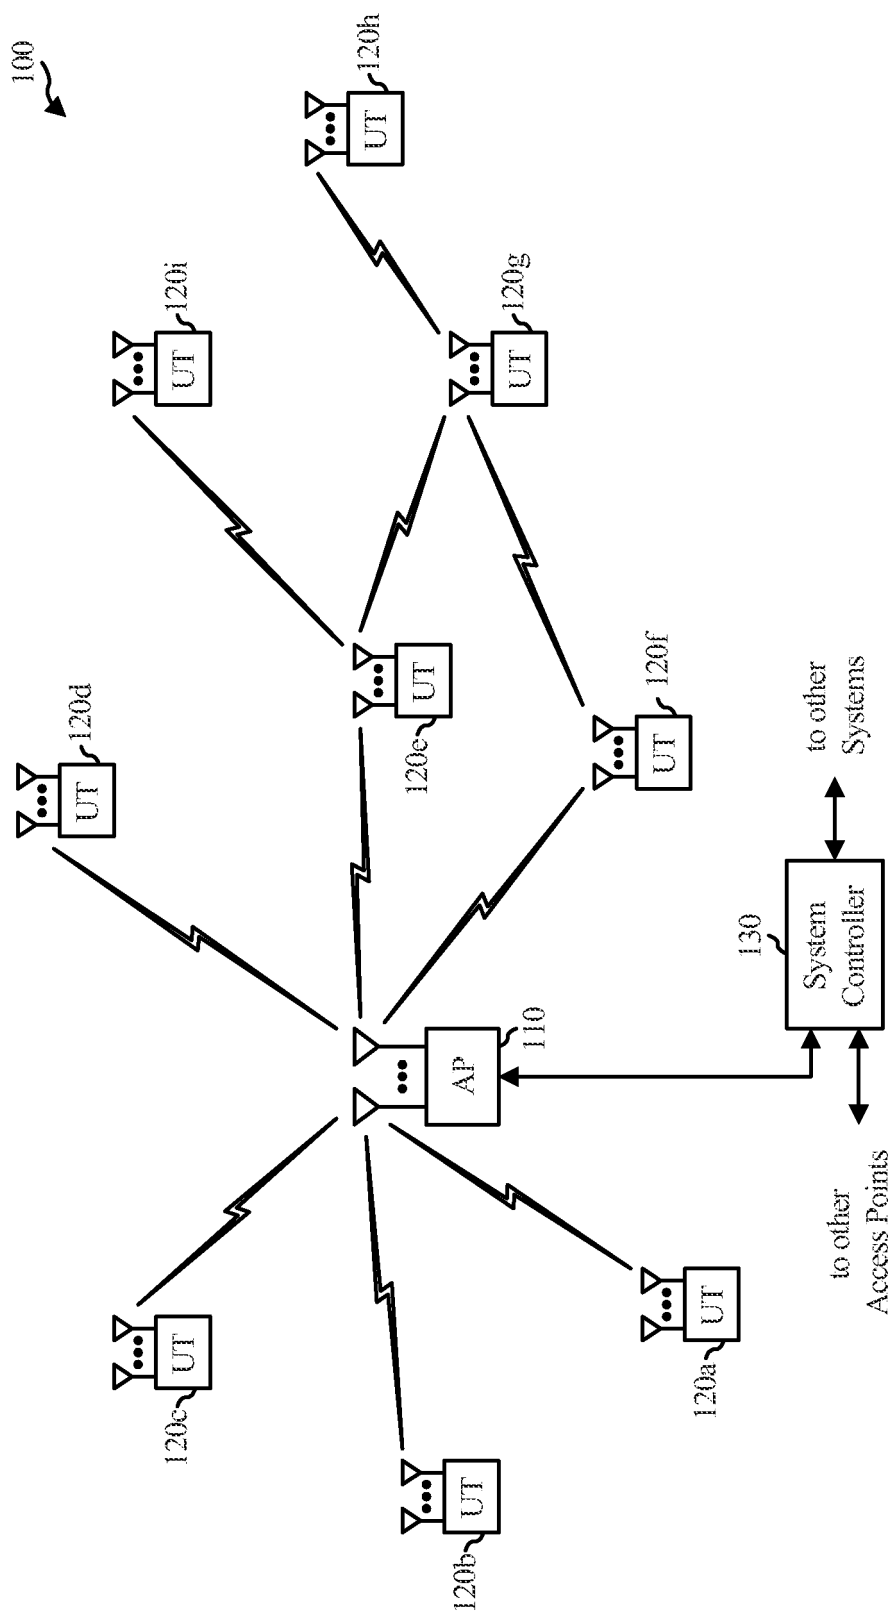 100
120h
UT
120i
UT
120g
UT
120d
UT
120e
UT
120f
UT
to other
Systems
110
AP
130
System
Controller
to other
Access Points
120c
UT
120a
UT
120b
UT